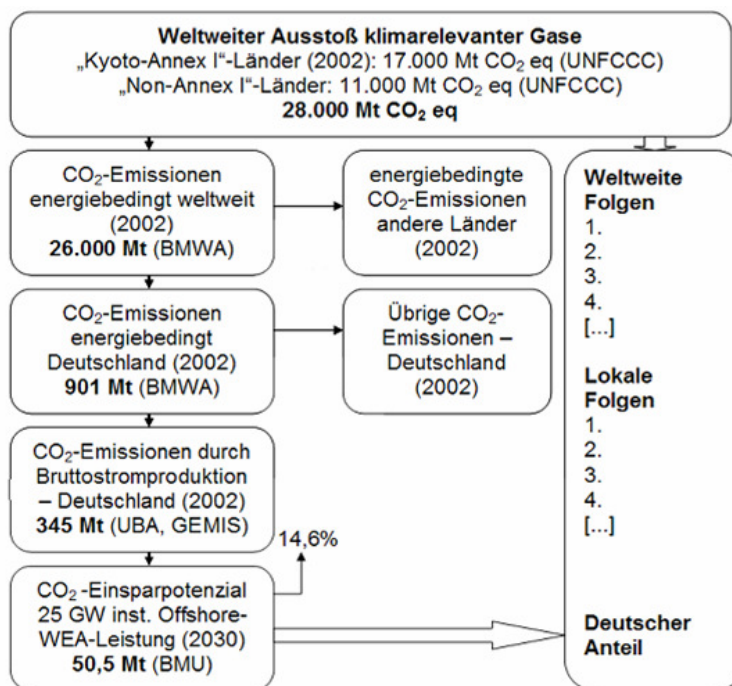 Weltweiter Ausstoß klimarelevanter Gase
„Kyoto-Annex I“-Länder (2002): 17.000 Mt CO₂ eq (UNFCCC)
„Non-Annex I“-Länder: 11.000 Mt CO₂ eq (UNFCCC)
28.000 Mt CO₂ eq
CO₂-Emissionen
energiebedingt weltweit
(2002)
26.000 Mt (BMWA)
energiebedingte
CO₂-Emissionen
andere Länder
(2002)
CO₂-Emissionen
energiebedingt
Deutschland (2002)
901 Mt (BMWA)
Übrige CO₂-
Emissionen –
Deutschland
(2002)
CO₂-Emissionen durch
Bruttostromproduktion
– Deutschland (2002)
345 Mt (UBA, GEMIS)
14,6%
CO₂-Einsparpotenzial
25 GW inst. Offshore-
WEA-Leistung (2030)
50,5 Mt (BMU)
Weltweite
Folgen
1.
2.
3.
4.
[...]
Lokale
Folgen
1.
2.
3.
4.
[...]
Deutscher
Anteil